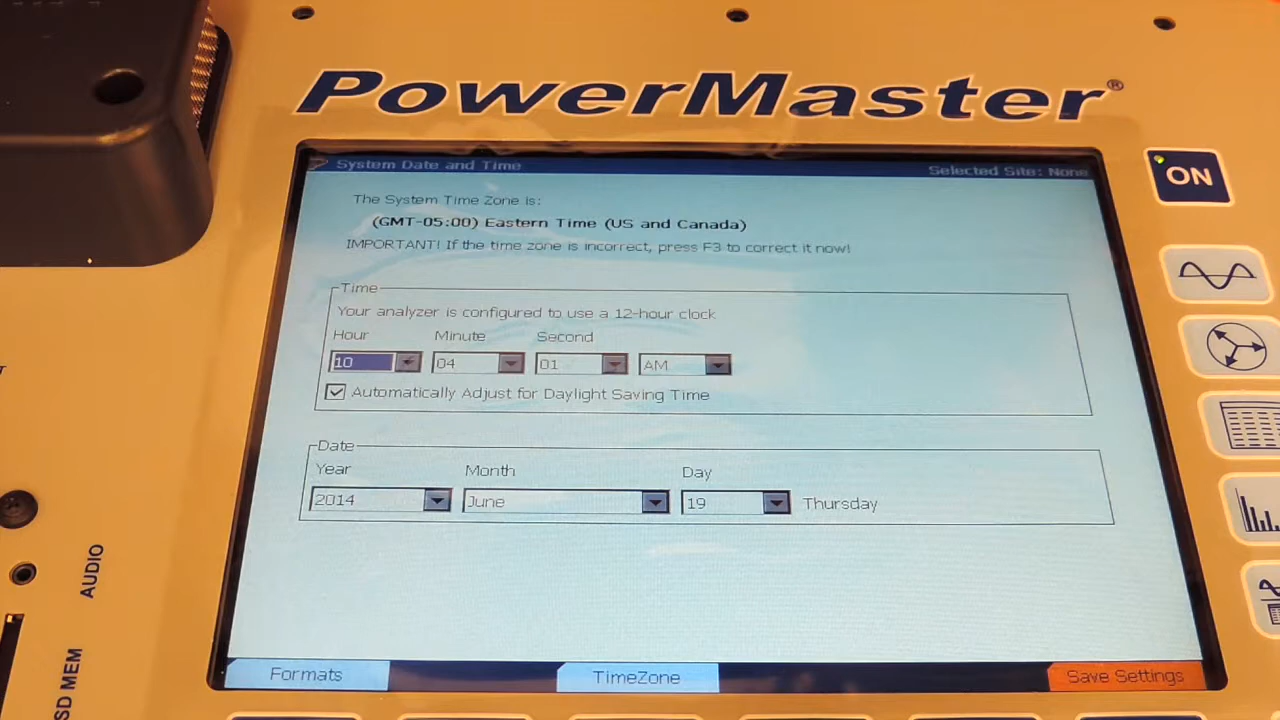 PowerMaster®
System Date and Time
Selected Site: None
ON
The System Time Zone is:
(GMT-05:00) Eastern Time (US and Canada)
IMPORTANT! If the time zone is incorrect, press F3 to correct it now!
Time
Your analyzer is configured to use a 12-hour clock
Hour Minute Second
10 04 01 AM
Automatically Adjust for Daylight Saving Time
Date
Year Month Day
2014 June 19 Thursday
AUDIO
SD MEM
Formats TimeZone Save Settings